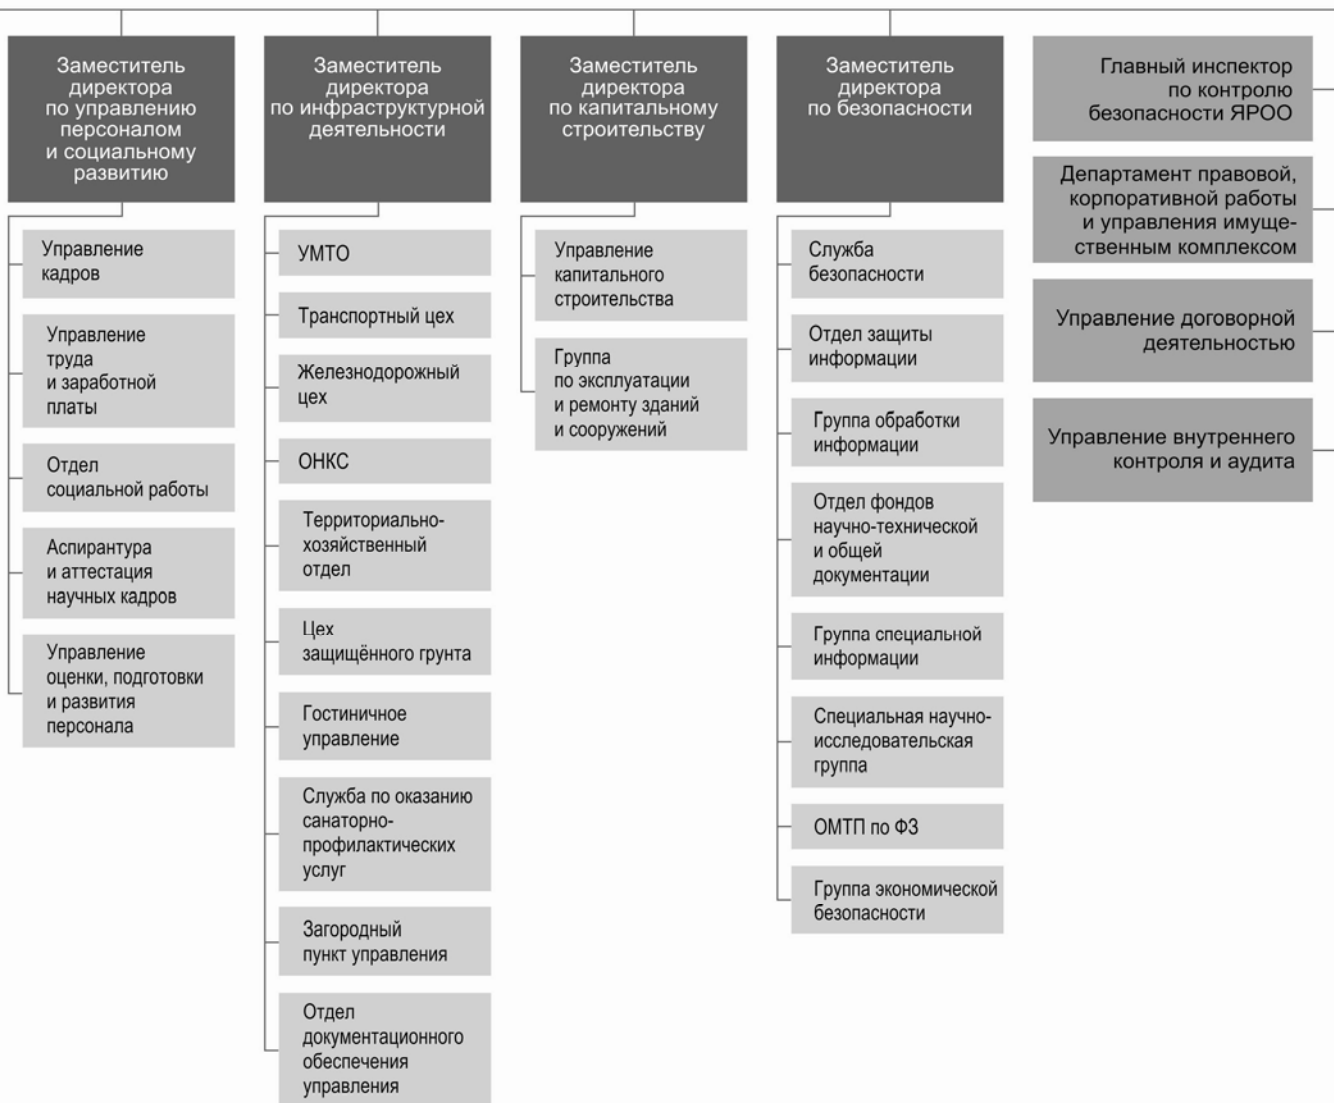 Заместитель
директора
по управлению
персоналом
и социальному
развитию
Управление
кадров
Управление
труда
и заработной
платы
Отдел
социальной работы
Аспирантура
и аттестация
научных кадров
Управление
оценки, подготовки
и развития
персонала
Заместитель
директора
по инфраструктурной
деятельности
УМТО
Транспортный цех
Железнодорожный
цех
ОНКС
Территориально-
хозяйственный
отдел
Цех
защищённого грунта
Гостиничное
управление
Служба по оказанию
санаторно-
профилактических
услуг
Загородный
пункт управления
Отдел
документационного
обеспечения
управления
Заместитель
директора
по капитальному
строительству
Управление
капитального
строительства
Группа
по эксплуатации
и ремонту зданий
и сооружений
Заместитель
директора
по безопасности
Служба
безопасности
Отдел защиты
информации
Группа обработки
информации
Отдел фондов
научно-технической
и общей
документации
Группа специальной
информации
Специальная научно-
исследовательская
группа
ОМТП по ФЗ
Группа экономической
безопасности
Главный инспектор
по контролю
безопасности ЯРОО
Департамент правовой,
корпоративной работы
и управления имуще-
ственным комплексом
Управление договорной
деятельностью
Управление внутреннего
контроля и аудита